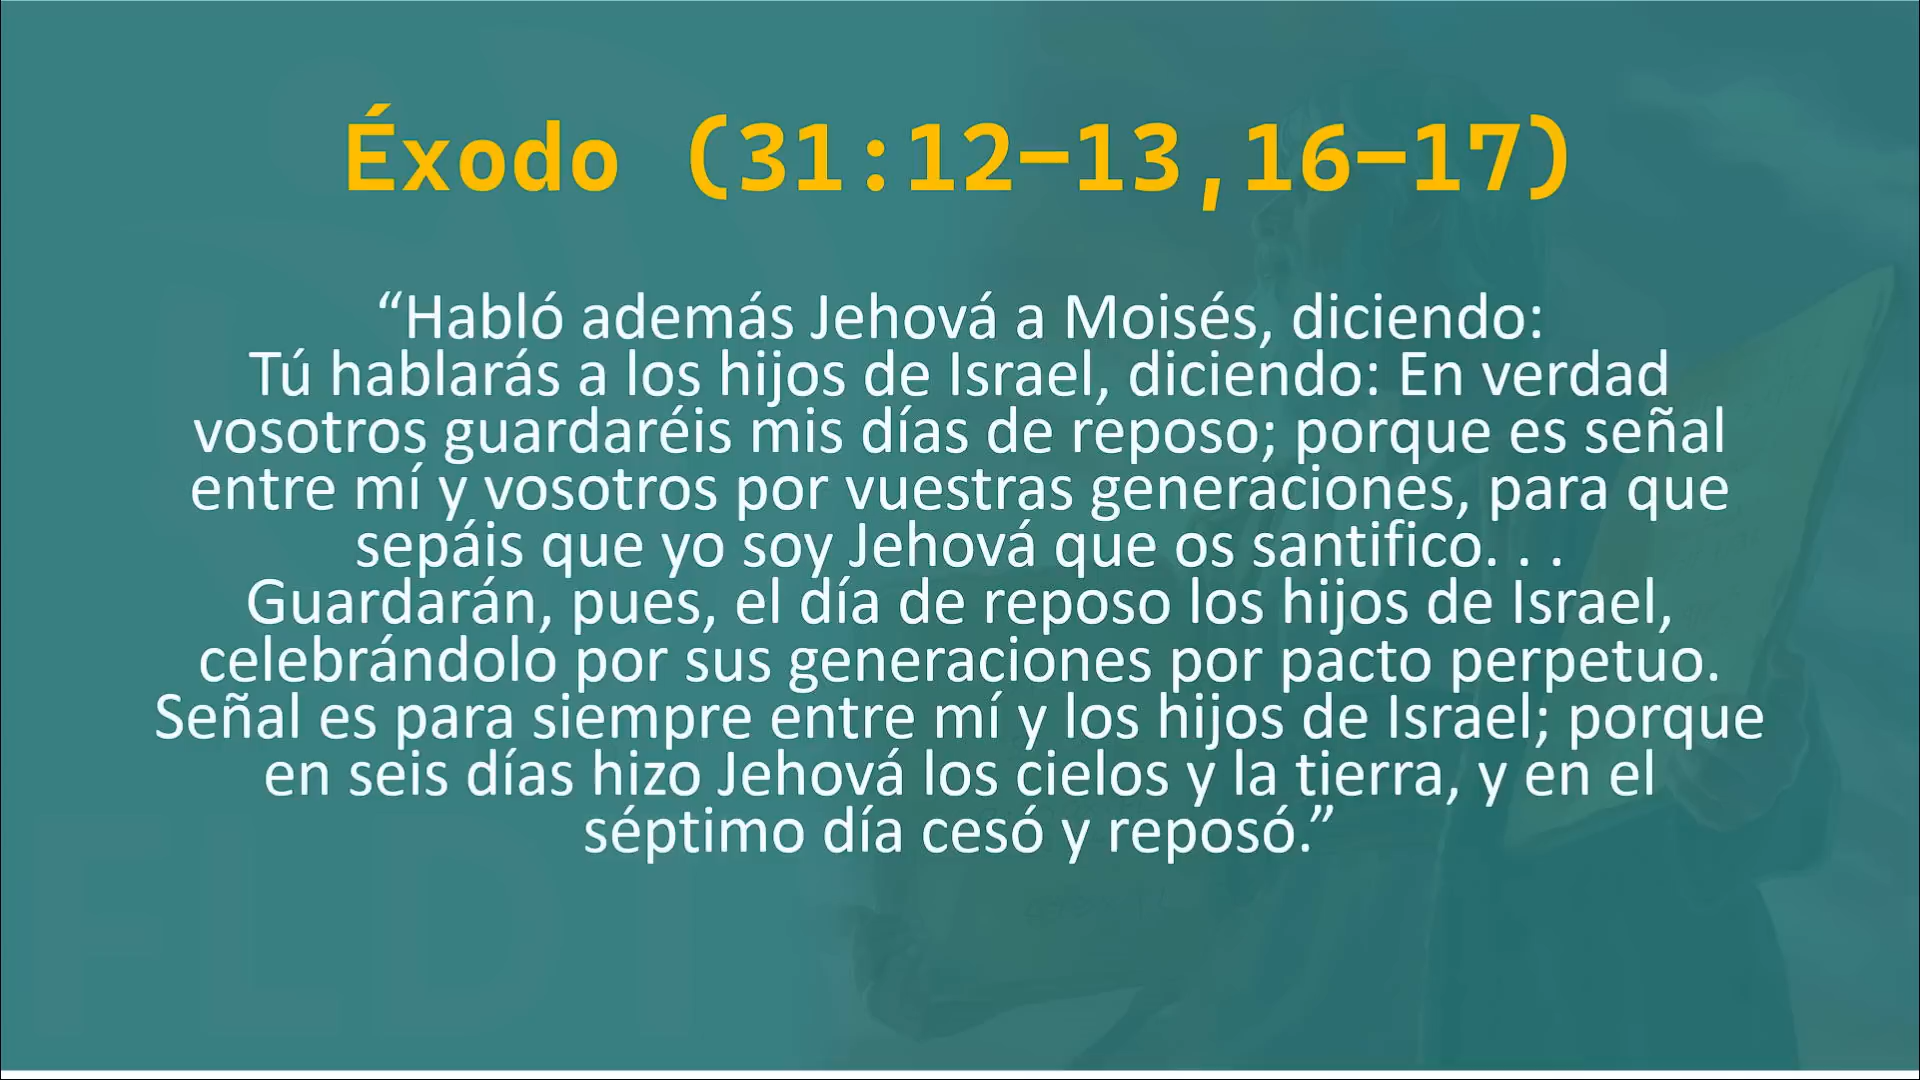 Éxodo (31:12–13,16–17)
“Habló además Jehová a Moisés, diciendo:
Tú hablarás a los hijos de Israel, diciendo: En verdad
vosotros guardaréis mis días de reposo; porque es señal
entre mí y vosotros por vuestras generaciones, para que
sepáis que yo soy Jehová que os santifico. . .
Guardarán, pues, el día de reposo los hijos de Israel,
celebrándolo por sus generaciones por pacto perpetuo.
Señal es para siempre entre mí y los hijos de Israel; porque
en seis días hizo Jehová los cielos y la tierra, y en el
séptimo día cesó y reposó.”